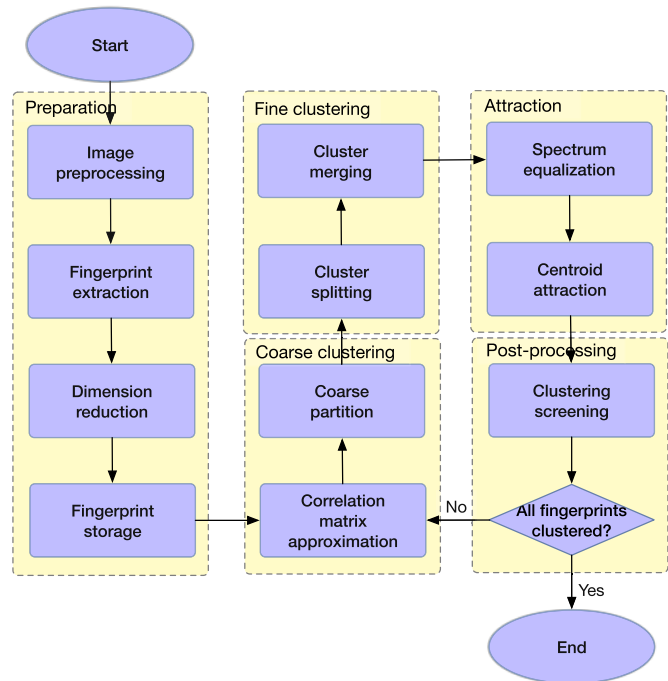 Start
Preparation
Image
preprocessing
Fingerprint
extraction
Dimension
reduction
Fingerprint
storage
Coarse clustering
Correlation
matrix
approximation
Coarse
partition
Fine clustering
Cluster
splitting
Cluster
merging
Attraction
Spectrum
equalization
Centroid
attraction
Post-processing
Clustering
screening
All fingerprints
clustered?
No
Yes
End